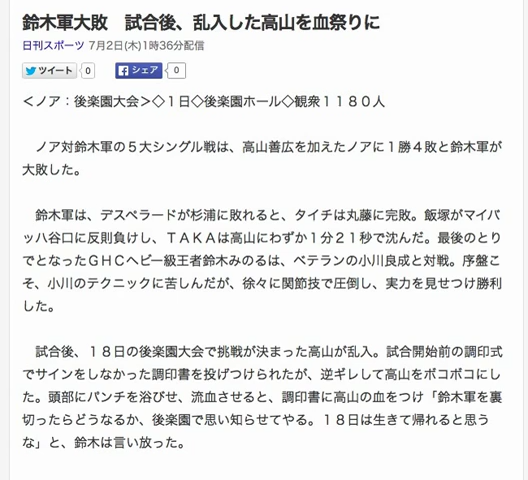 鈴木軍大敗　試合後、乱入した高山を血祭りに
日刊スポーツ 7月2日(木)1時36分配信
ツイート 0 シェア 0
＜ノア：後楽園大会＞◇１日◇後楽園ホール◇観衆１１８０人
ノア対鈴木軍の５大シングル戦は、高山善広を加えたノアに１勝４敗と鈴木軍が
大敗した。
鈴木軍は、デスペラードが杉浦に敗れると、タイチは丸藤に完敗。飯塚がマイバ
ッハ谷口に反則負けし、ＴＡＫＡは高山にわずか１分２１秒で沈んだ。最後のとり
でとなったＧＨＣヘビー級王者鈴木みのるは、ベテランの小川良成と対戦。序盤こ
そ、小川のテクニックに苦しんだが、徐々に関節技で圧倒し、実力を見せつけ勝利
した。
試合後、１８日の後楽園大会で挑戦が決まった高山が乱入。試合開始前の調印式
でサインをしなかった調印書を投げつけられたが、逆ギレして高山をボコボコにし
た。頭部にパンチを浴びせ、流血させると、調印書に高山の血をつけ「鈴木軍を裏
切ったらどうなるか、後楽園で思い知らせてやる。１８日は生きて帰れると思う
な」と、鈴木は言い放った。